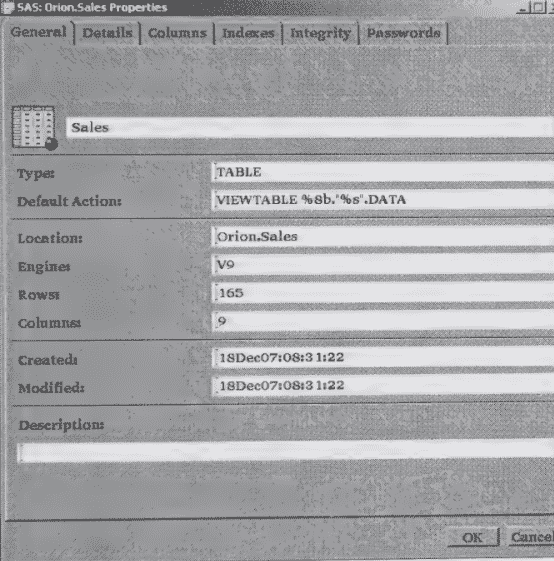 SAS: Orion.Sales Properties
General Details Columns Indexes Integrity Passwords
Sales
Type: TABLE
Default Action: VIEWTABLE %8b."%s".DATA
Location: Orion.Sales
Engine: V9
Rows: 165
Columns: 9
Created: 18Dec07:08:31:22
Modified: 18Dec07:08:31:22
Description:
OK Cancel